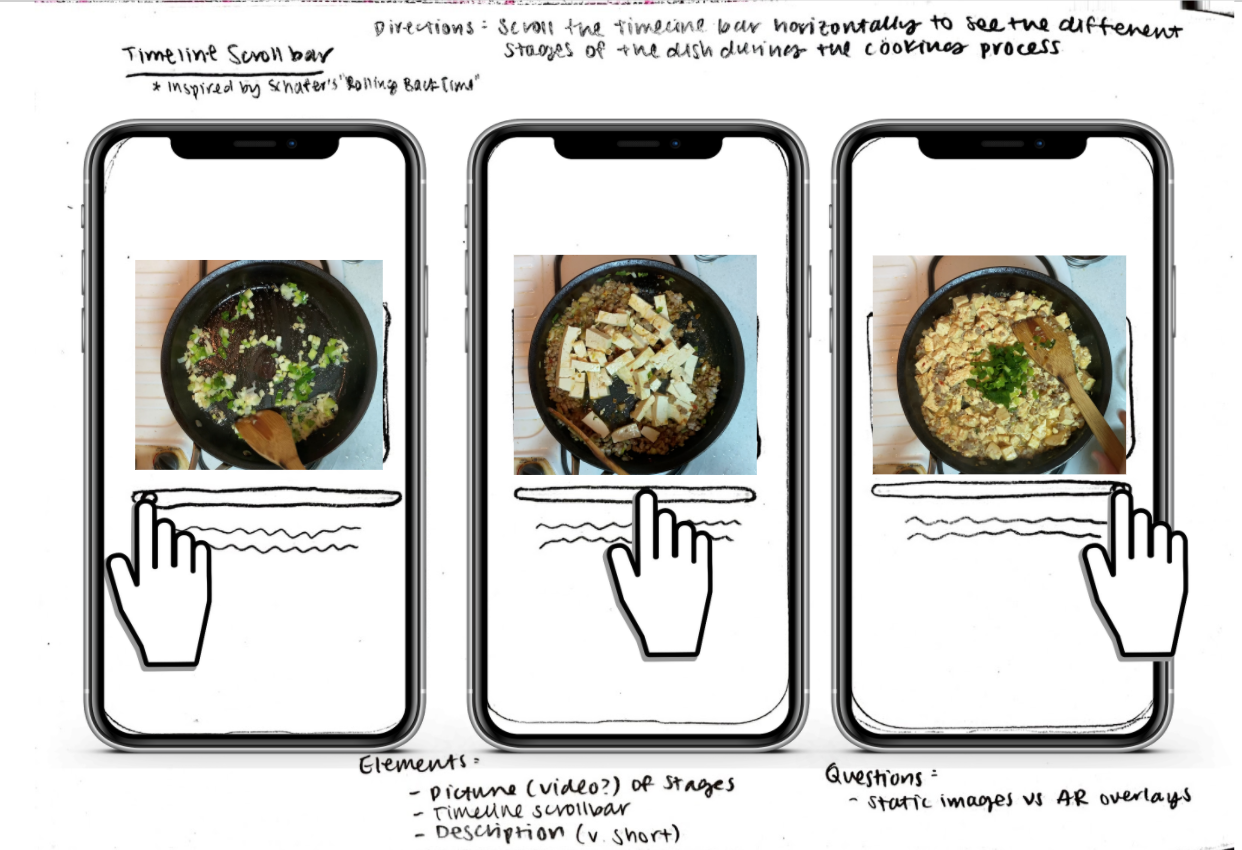 Directions: Scroll the timeline bar horizontally to see the different
stages of the dish during the cooking process
Timeline Scroll bar
* Inspired by Schafer's "Rolling Back Time"
Elements:
- Picture (video?) of stages
- Timeline scrollbar
- Description (v. short)
Questions:
- static images vs AR overlays